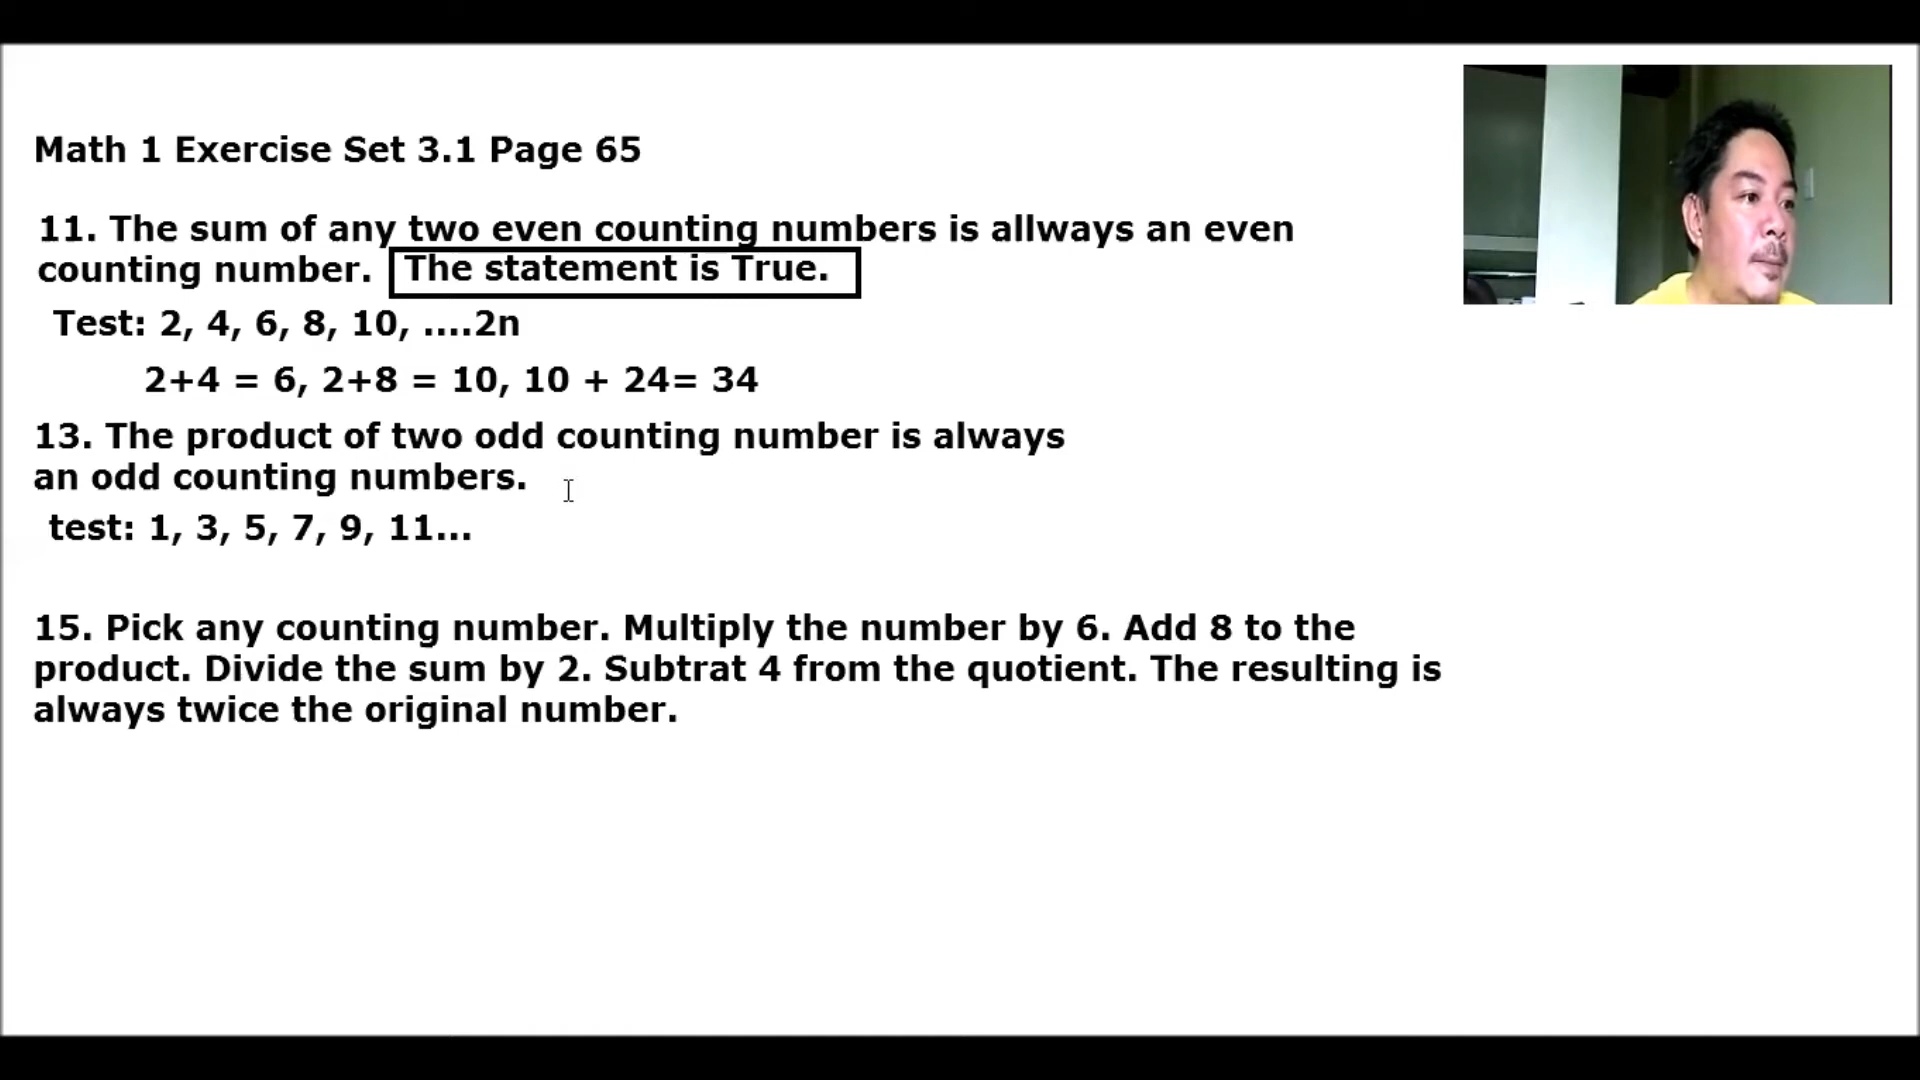 Math 1 Exercise Set 3.1 Page 65
11. The sum of any two even counting numbers is allways an even
counting number. The statement is True.
Test: 2, 4, 6, 8, 10, ....2n
2+4 = 6, 2+8 = 10, 10 + 24= 34
13. The product of two odd counting number is always
an odd counting numbers.
test: 1, 3, 5, 7, 9, 11...
15. Pick any counting number. Multiply the number by 6. Add 8 to the
product. Divide the sum by 2. Subtrat 4 from the quotient. The resulting is
always twice the original number.